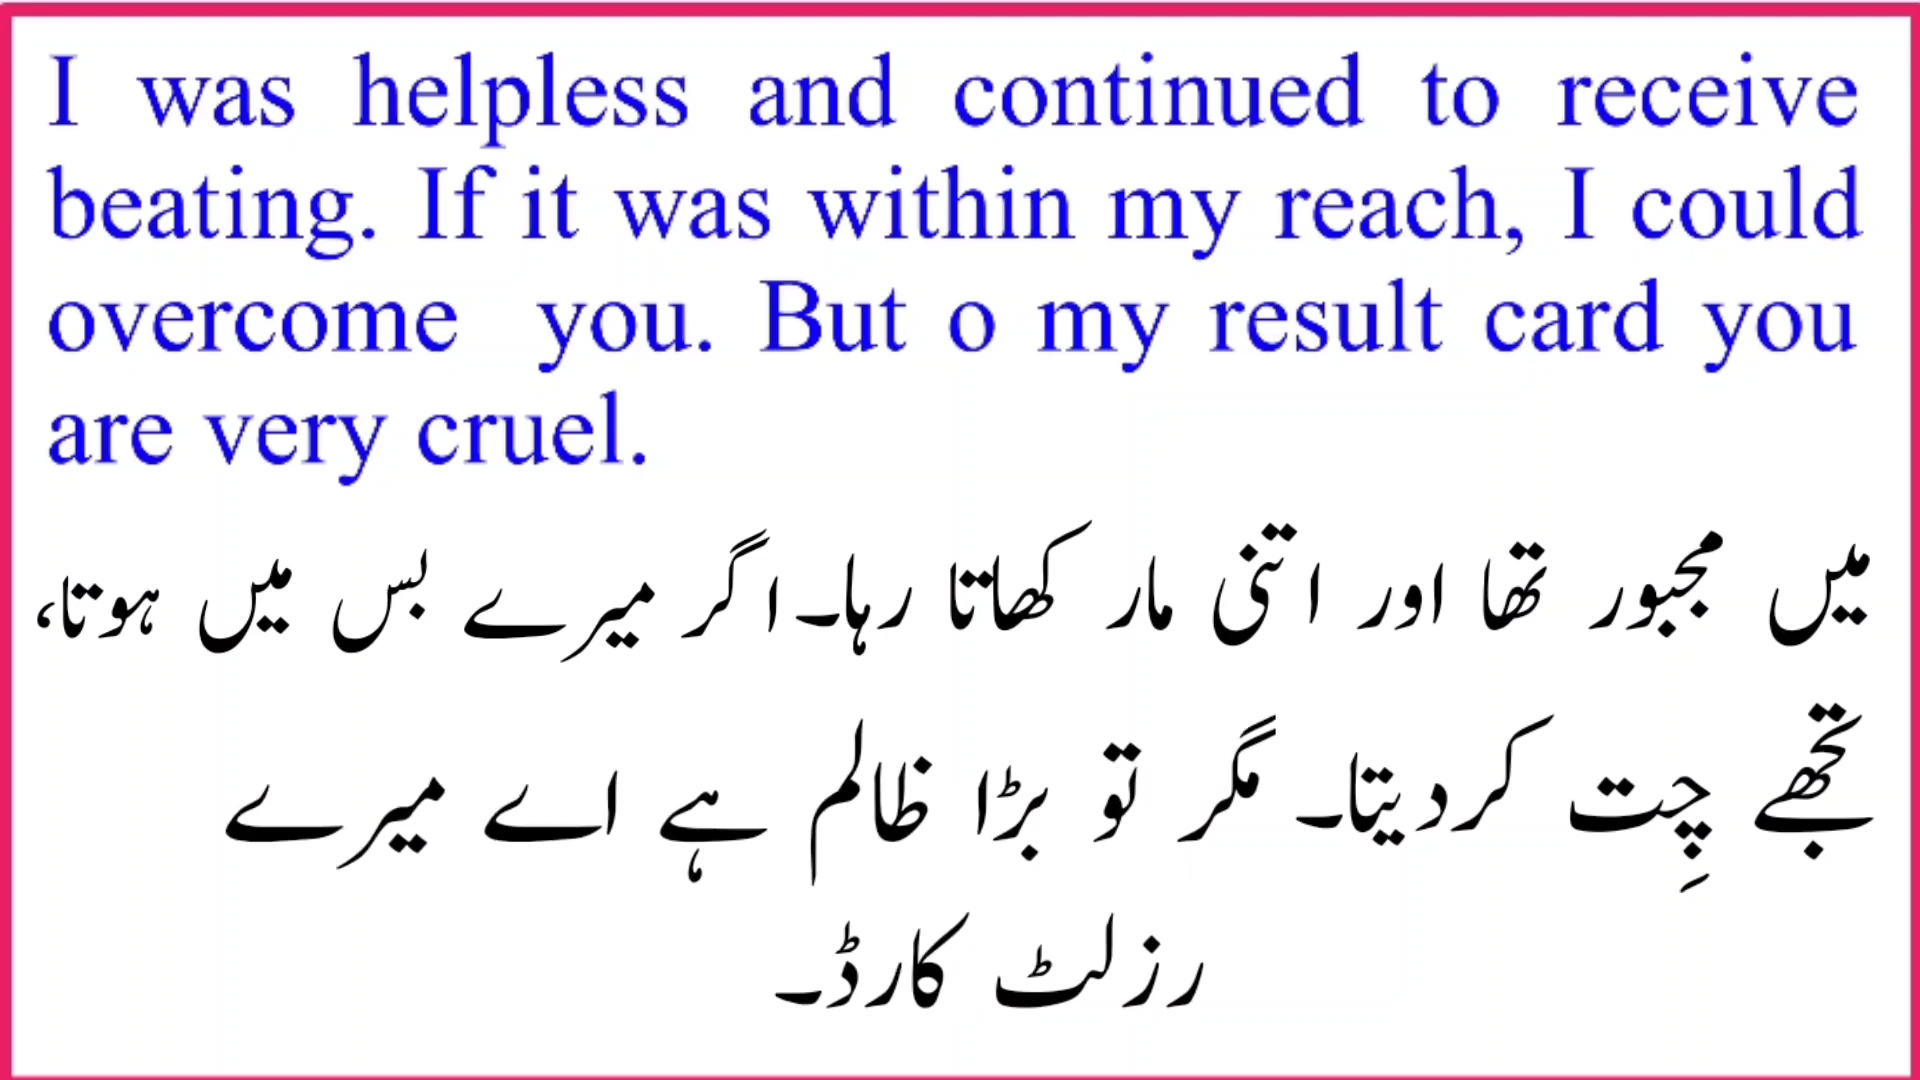 I was helpless and continued to receive
beating. If it was within my reach, I could
overcome you. But o my result card you
are very cruel.
میں مجبور تھا اور اتنی مار کھاتا رہا۔ اگر میرے بس میں ہوتا،
تجھے چِت کردیتا۔ مگر تو بڑا ظالم ہے اے میرے
رزلٹ کارڈ۔